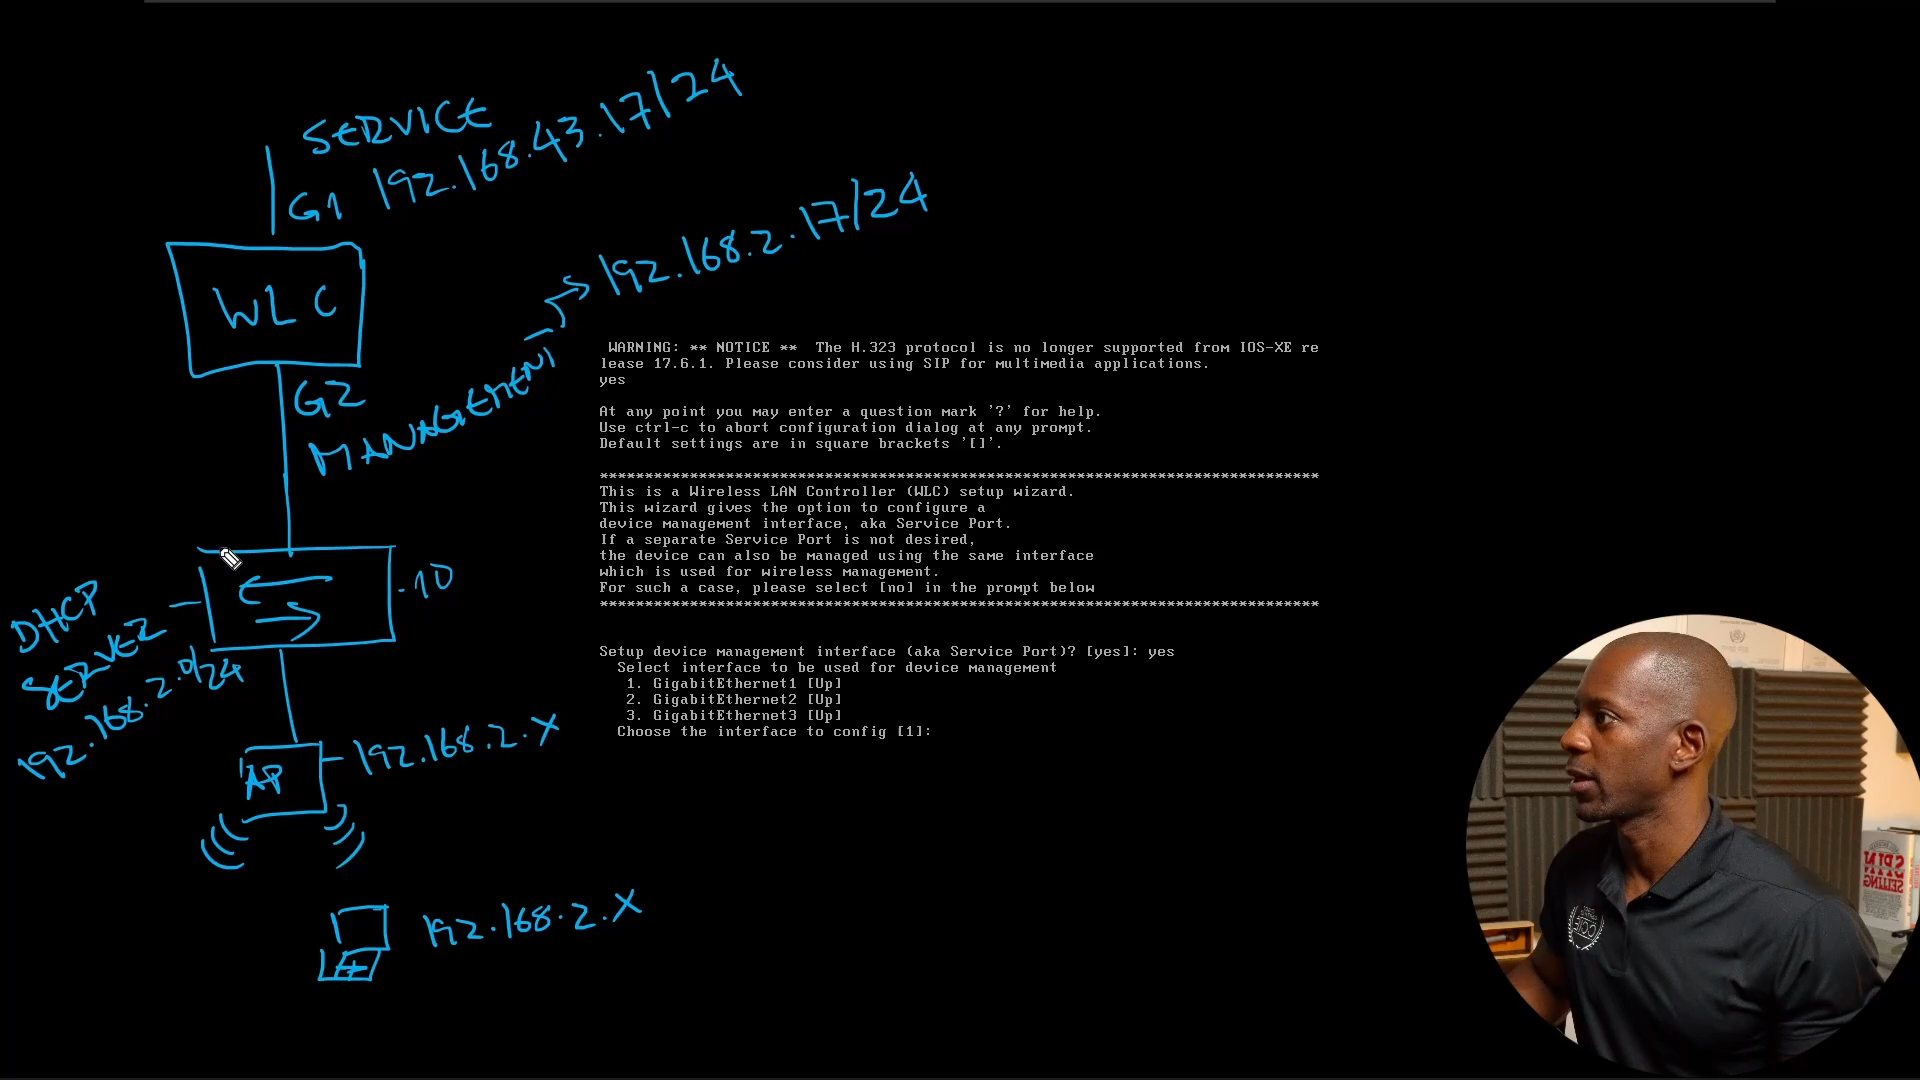 SERVICE
G1 192.168.43.17/24
WLC
192.168.2.17/24
G2
MANAGEMENT
WARNING: ** NOTICE **  The H.323 protocol is no longer supported from IOS-XE re
lease 17.6.1. Please consider using SIP for multimedia applications.
yes
At any point you may enter a question mark '?' for help.
Use ctrl-c to abort configuration dialog at any prompt.
Default settings are in square brackets '[]'.
********************************************************************************
This is a Wireless LAN Controller (WLC) setup wizard.
This wizard gives the option to configure a
device management interface, aka Service Port.
If a separate Service Port is not desired,
the device can also be managed using the same interface
which is used for wireless management.
For such a case, please select [no] in the prompt below
********************************************************************************
Setup device management interface (aka Service Port)? [yes]: yes
Select interface to be used for device management
1. GigabitEthernet1 [Up]
2. GigabitEthernet2 [Up]
3. GigabitEthernet3 [Up]
Choose the interface to config [1]:
.10
DHCP
SERVER
192.168.2.0/24
AP
192.168.2.X
192.168.2.X
SPIN
SELLING
CCIE